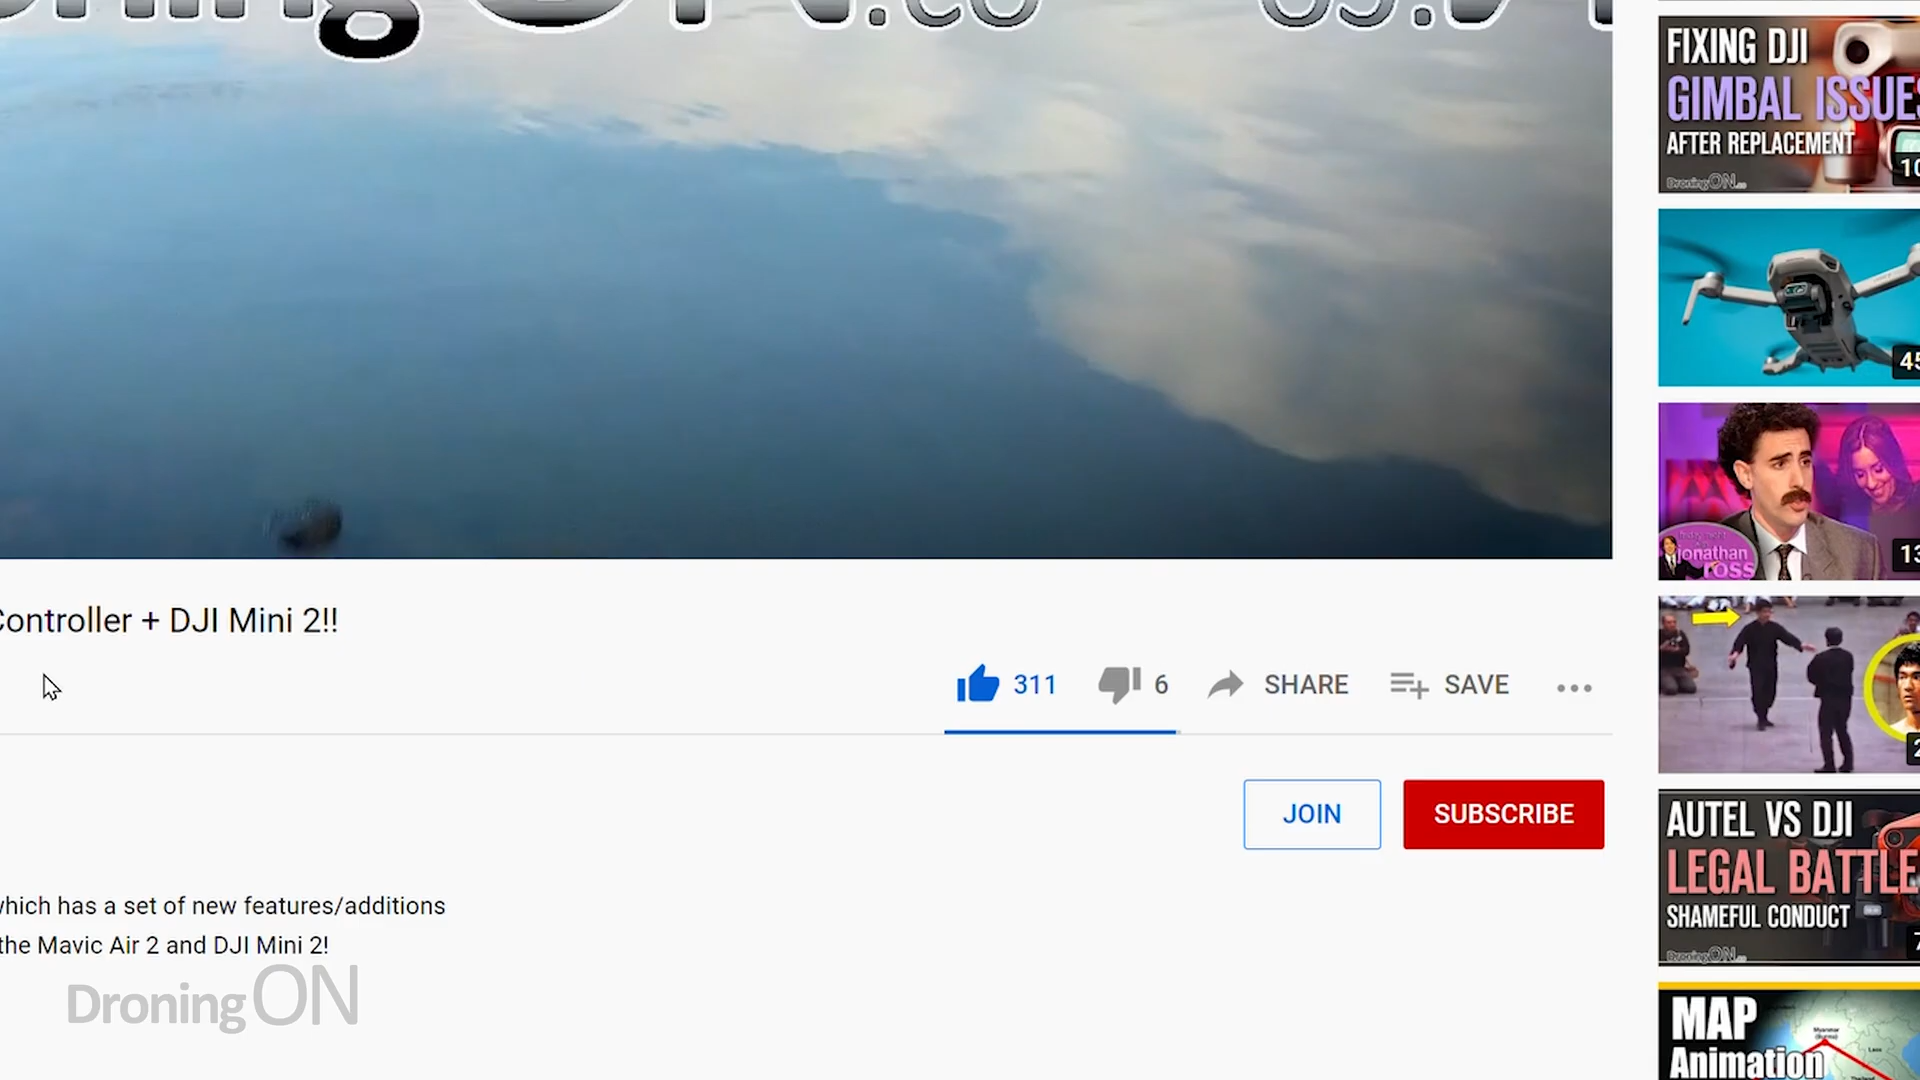 FIXING DJI
GIMBAL ISSUES
AFTER REPLACEMENT
DroningON
jonathan
ross
Controller + DJI Mini 2!!
311
6
SHARE
SAVE
JOIN
SUBSCRIBE
which has a set of new features/additions
the Mavic Air 2 and DJI Mini 2!
DroningON
AUTEL VS DJI
LEGAL BATTLE
SHAMEFUL CONDUCT
DroningON
MAP
Animation